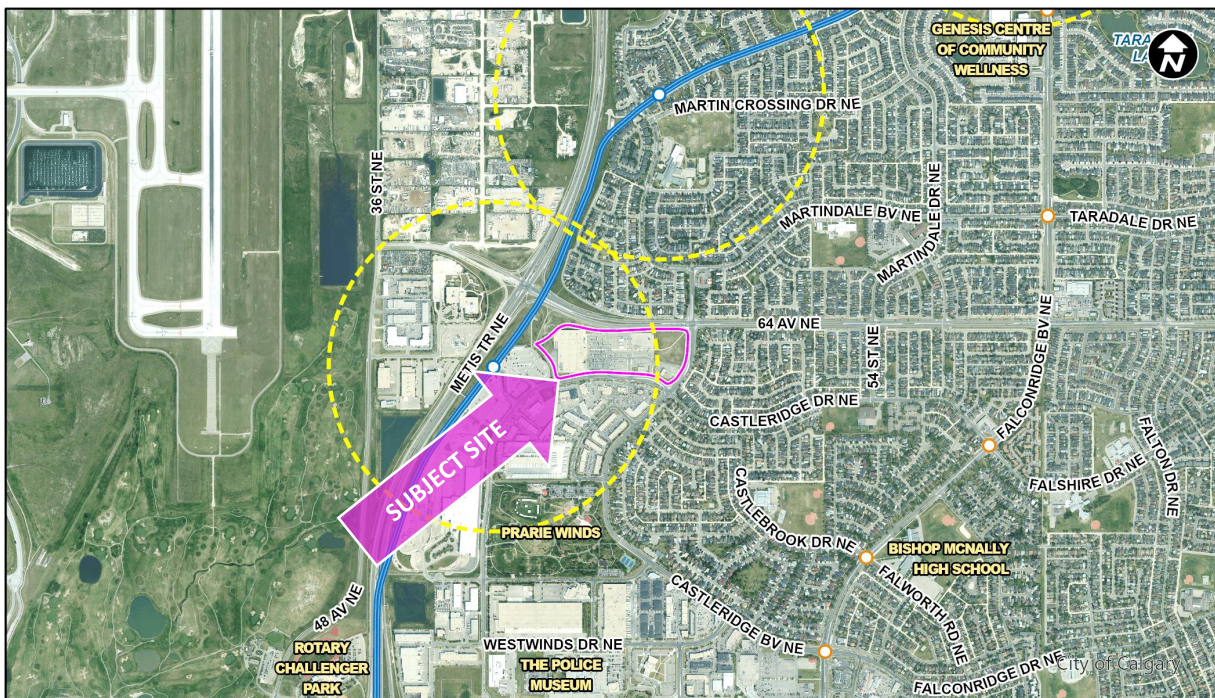 GENESIS CENTRE
OF COMMUNITY
WELLNESS
TARA
LA
N
MARTIN CROSSING DR NE
36 ST NE
MARTINDALE BV NE
MARTINDALE DR NE
TARADALE DR NE
64 AV NE
METIS TR NE
54 ST NE
FALCONRIDGE BV NE
CASTLERIDGE DR NE
SUBJECT SITE
FALTON DR NE
FALSHIRE DR NE
CASTLEBROOK DR NE
PRARIE WINDS
BISHOP MCNALLY
HIGH SCHOOL
48 AV NE
CASTLERIDGE BV NE
FALWORTH RD NE
ROTARY
CHALLENGER
PARK
WESTWINDS DR NE
THE POLICE
MUSEUM
FALCONRIDGE DR NE
City of Calgary